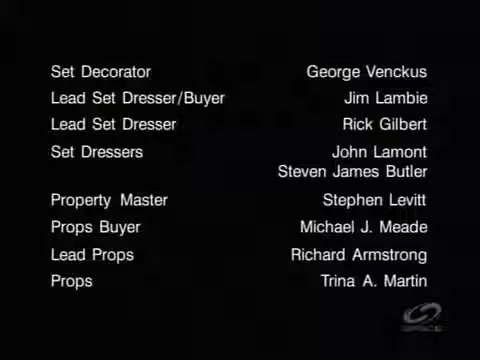 Set Decorator George Venckus
Lead Set Dresser/Buyer Jim Lambie
Lead Set Dresser Rick Gilbert
Set Dressers John Lamont
Steven James Butler
Property Master Stephen Levitt
Props Buyer Michael J. Meade
Lead Props Richard Armstrong
Props Trina A. Martin